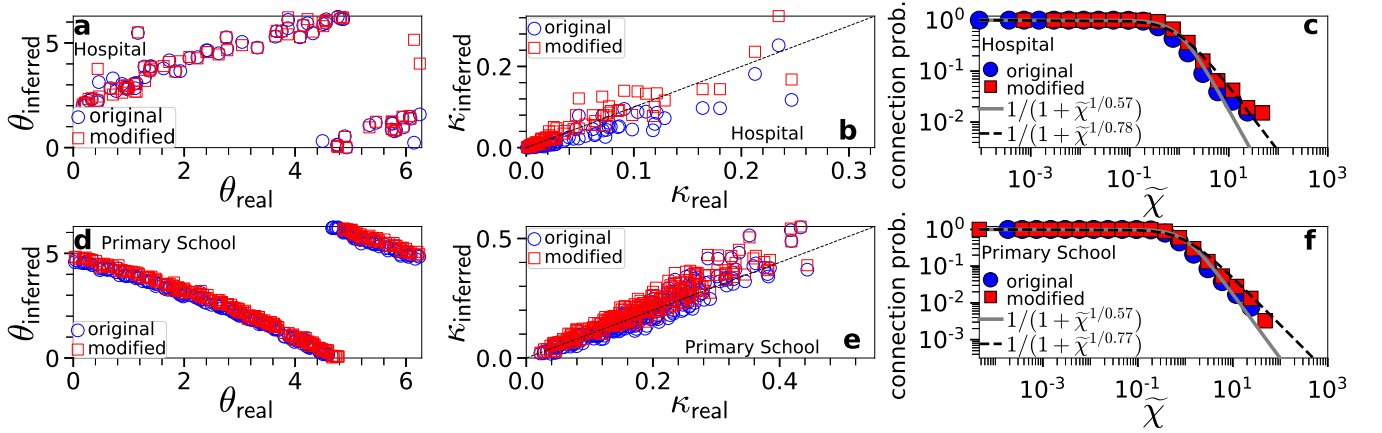 a
Hospital
original
modified
θinferred
5
0
0
2
4
6
θreal
original
modified
Hospital
b
κinferred
0.2
0.0
0.0
0.1
0.2
0.3
κreal
c
Hospital
original
modified
1/(1 + χ̃^1/0.57)
1/(1 + χ̃^1/0.78)
connection prob.
10^0
10^-1
10^-2
10^-3
10^-1
10^1
10^3
χ̃
d Primary School
original
modified
θinferred
5
0
0
2
4
6
θreal
original
modified
Primary School e
κinferred
0.5
0.0
0.0
0.2
0.4
κreal
f
Primary School
original
modified
1/(1 + χ̃^1/0.57)
1/(1 + χ̃^1/0.77)
connection prob.
10^0
10^-1
10^-2
10^-3
10^-3
10^-1
10^1
10^3
χ̃